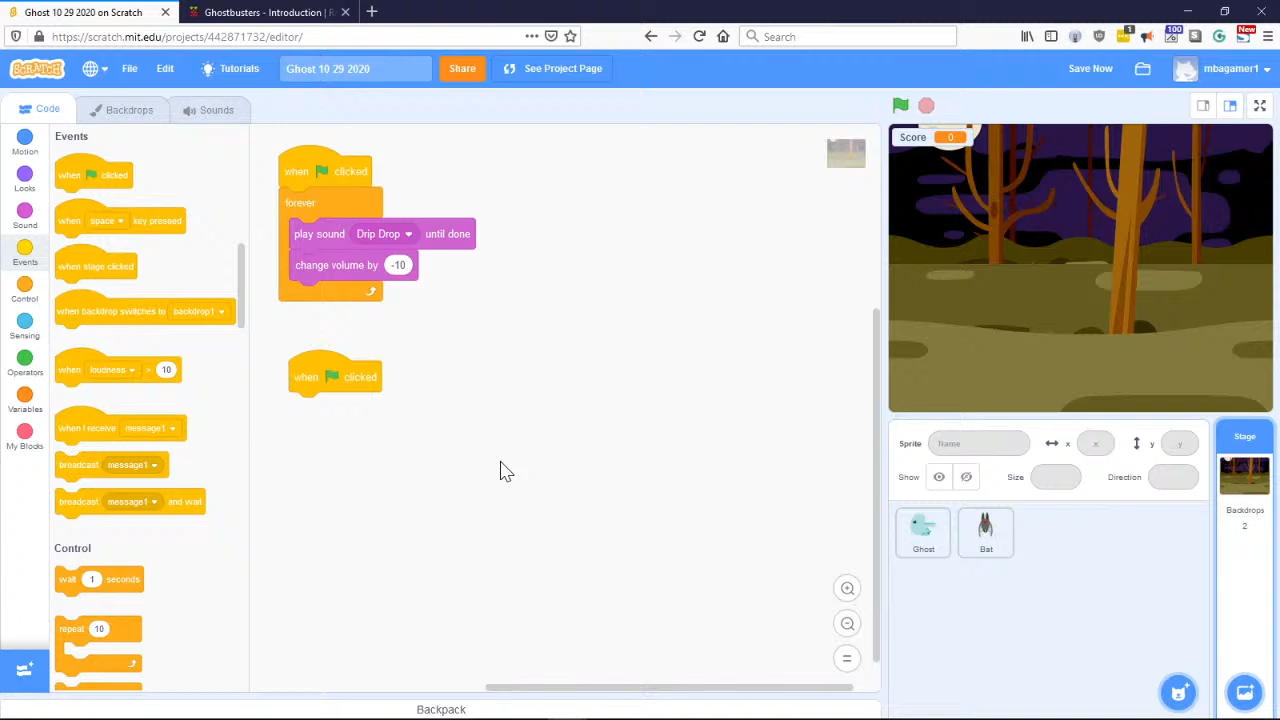 Ghost 10 29 2020 on Scratch
Ghostbusters - Introduction | R
https://scratch.mit.edu/projects/442871732/editor/
Search
1
100
New
SCRATCH
File
Edit
Tutorials
Ghost 10 29 2020
Share
See Project Page
Save Now
mbagamer1
Code
Backdrops
Sounds
Motion
Looks
Sound
Events
Control
Sensing
Operators
Variables
My Blocks
Events
when clicked
when space key pressed
when stage clicked
when backdrop switches to backdrop1
when loudness > 10
when I receive message1
broadcast message1
broadcast message1 and wait
Control
wait 1 seconds
repeat 10
when clicked
forever
play sound Drip Drop until done
change volume by -10
when clicked
Score 0
Sprite Name x x y y
Show Size Direction
Ghost
Bat
Stage
Backdrops
2
Backpack